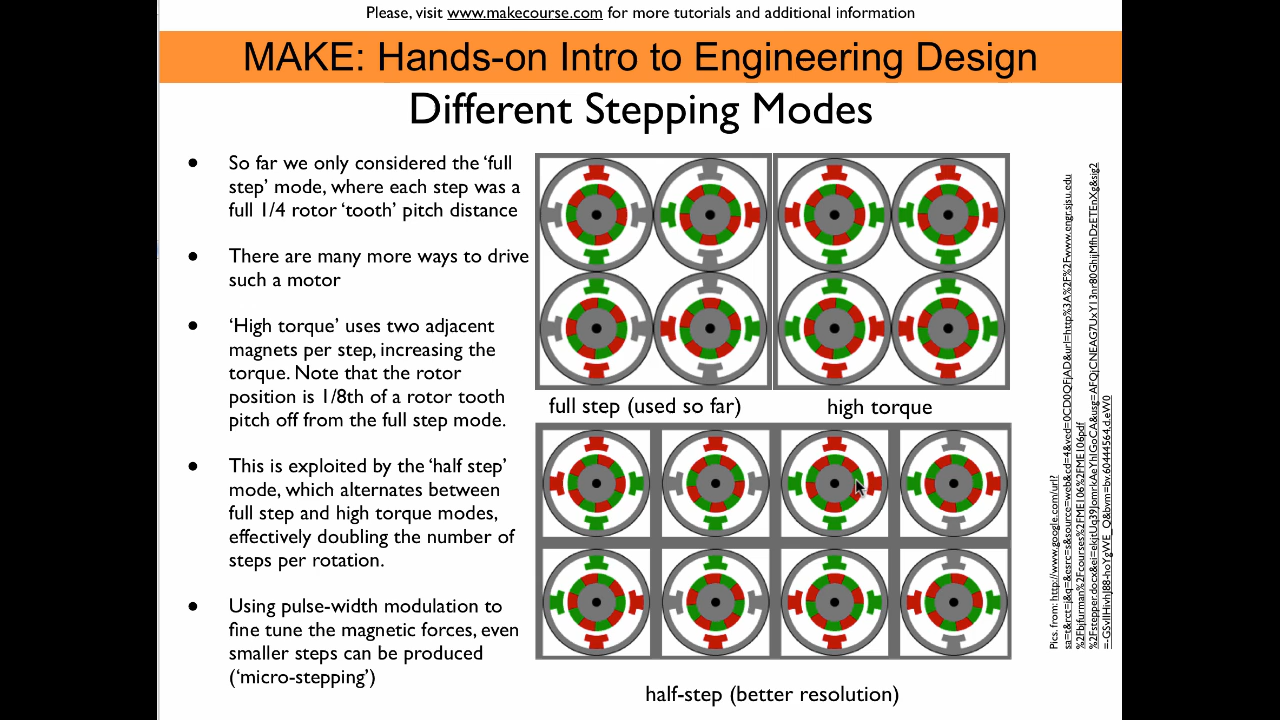 Please, visit www.makecourse.com for more tutorials and additional information
MAKE: Hands-on Intro to Engineering Design
Different Stepping Modes
• So far we only considered the ‘full
step’ mode, where each step was a
full 1/4 rotor ‘tooth’ pitch distance
• There are many more ways to drive
such a motor
• ‘High torque’ uses two adjacent
magnets per step, increasing the
torque. Note that the rotor
position is 1/8th of a rotor tooth
pitch off from the full step mode.
• This is exploited by the ‘half step’
mode, which alternates between
full step and high torque modes,
effectively doubling the number of
steps per rotation.
• Using pulse-width modulation to
fine tune the magnetic forces, even
smaller steps can be produced
(‘micro-stepping’)
full step (used so far)
high torque
half-step (better resolution)
Pics. from: http://www.google.com/url?